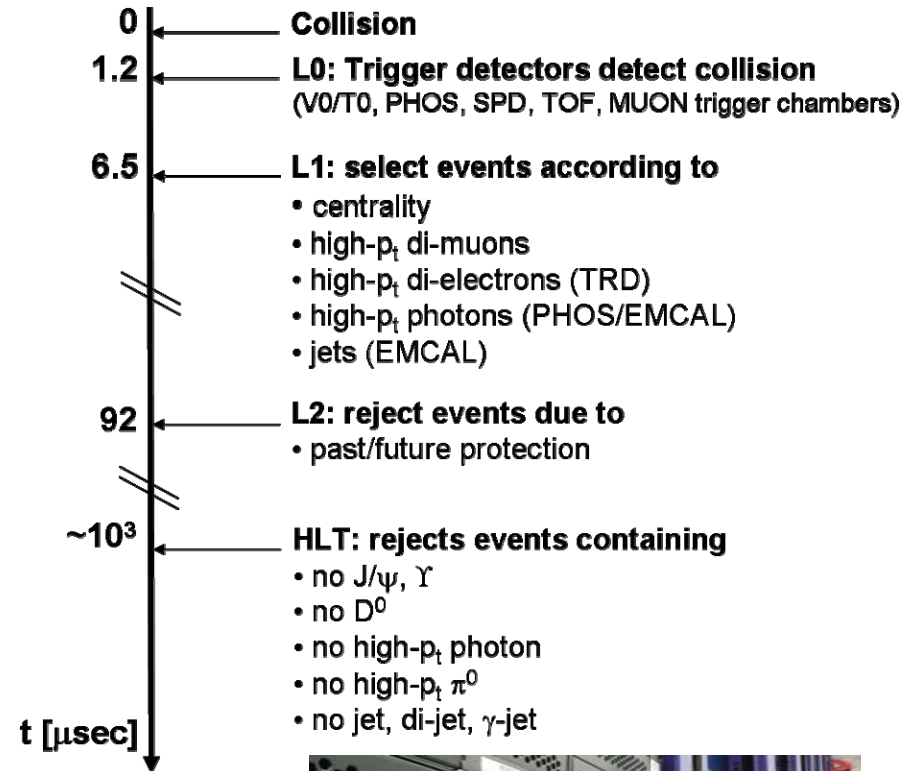 0 Collision
1.2 L0: Trigger detectors detect collision
(V0/T0, PHOS, SPD, TOF, MUON trigger chambers)
6.5 L1: select events according to
• centrality
• high-pₜ di-muons
• high-pₜ di-electrons (TRD)
• high-pₜ photons (PHOS/EMCAL)
• jets (EMCAL)
92 L2: reject events due to
• past/future protection
~10³ HLT: rejects events containing
• no J/ψ, ϒ
• no D⁰
• no high-pₜ photon
• no high-pₜ π⁰
• no jet, di-jet, γ-jet
t [μsec]